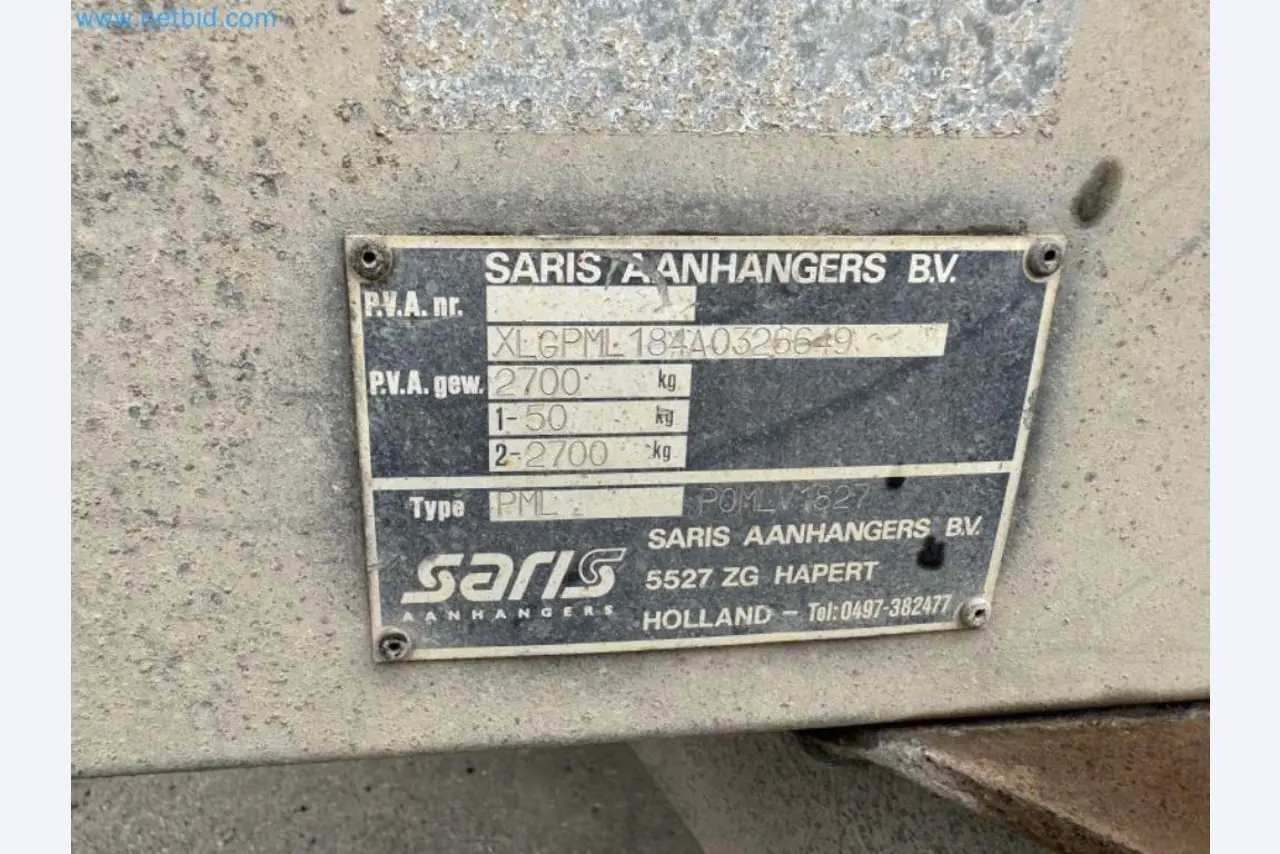 www.netbid.com
SARIS AANHANGERS B.V.
P.V.A. nr.
XLGPML184A0326649
P.V.A. gew. 2700 kg
1-50 kg
2-2700 kg
Type PML POMLV1827
saris
AANHANGERS
SARIS AANHANGERS B.V.
5527 ZG HAPERT
HOLLAND - Tel: 0497-382477